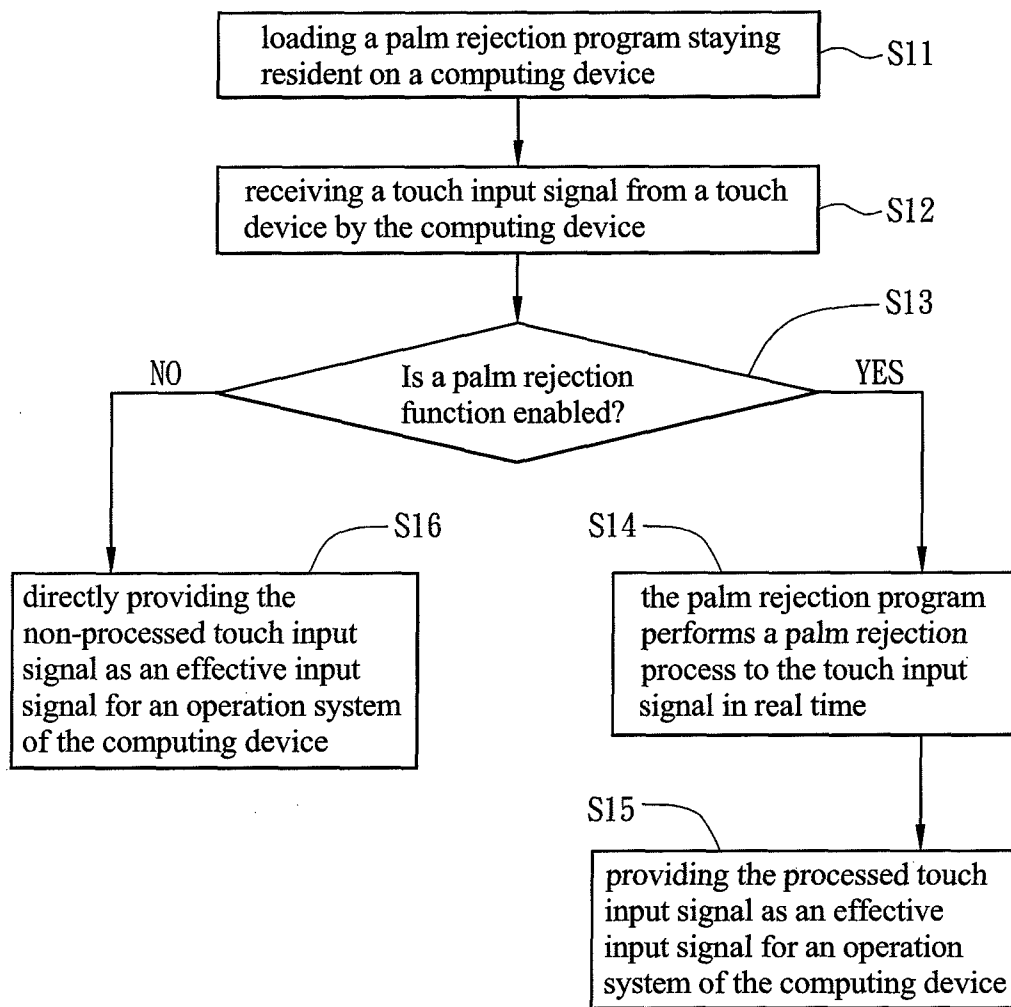 loading a palm rejection program staying
resident on a computing device
S11
receiving a touch input signal from a touch
device by the computing device
S12
S13
NO
Is a palm rejection
function enabled?
YES
S16
directly providing the
non-processed touch input
signal as an effective input
signal for an operation system
of the computing device
S14
the palm rejection program
performs a palm rejection
process to the touch input
signal in real time
S15
providing the processed touch
input signal as an effective
input signal for an operation
system of the computing device